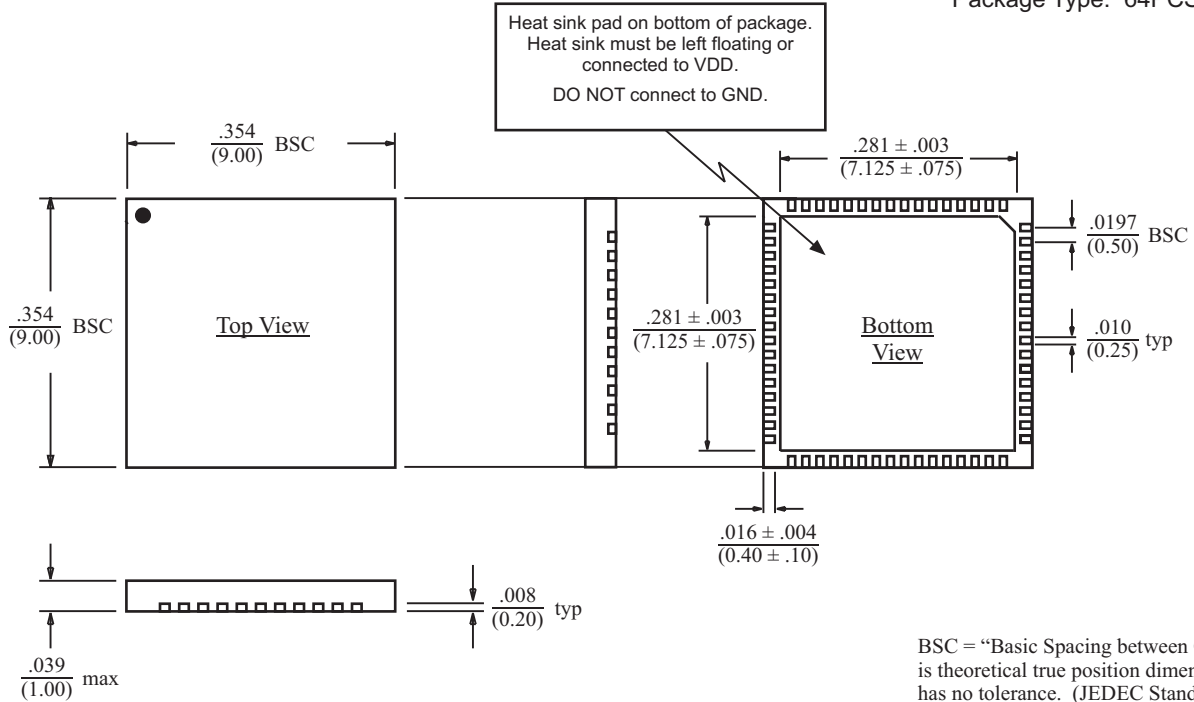 Package Type: 64PCS
Heat sink pad on bottom of package.
Heat sink must be left floating or
connected to VDD.
DO NOT connect to GND.
.354
(9.00)
BSC
.281 ± .003
(7.125 ± .075)
.0197
(0.50)
BSC
.354
(9.00)
BSC
Top View
.281 ± .003
(7.125 ± .075)
Bottom
View
.010
(0.25)
typ
.016 ± .004
(0.40 ± .10)
.008
(0.20)
typ
.039
(1.00)
max
BSC = “Basic Spacing between
is theoretical true position dimen
has no tolerance. (JEDEC Stand